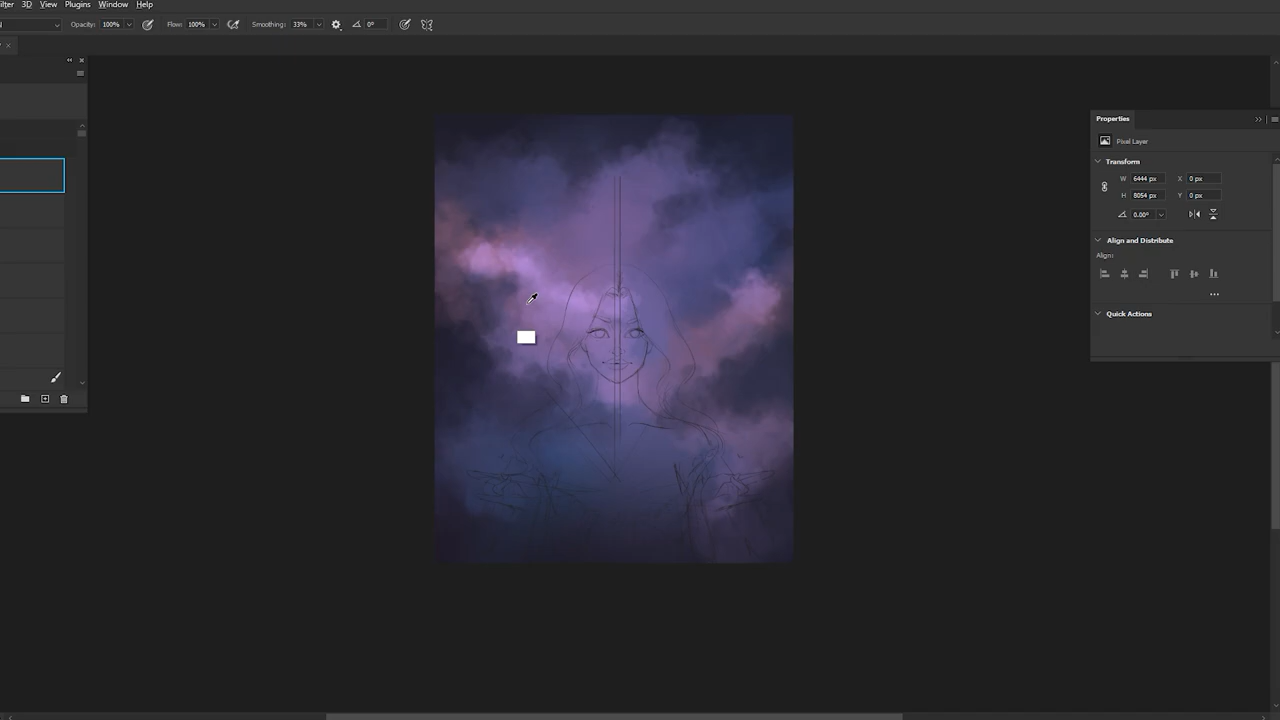 ilter 3D View Plugins Window Help
Opacity: 100% Flow: 100% Smoothing: 33% 0°
Properties
Pixel Layer
Transform
W 6444 px X 0 px
H 8054 px Y 0 px
0.00°
Align and Distribute
Align:
Quick Actions